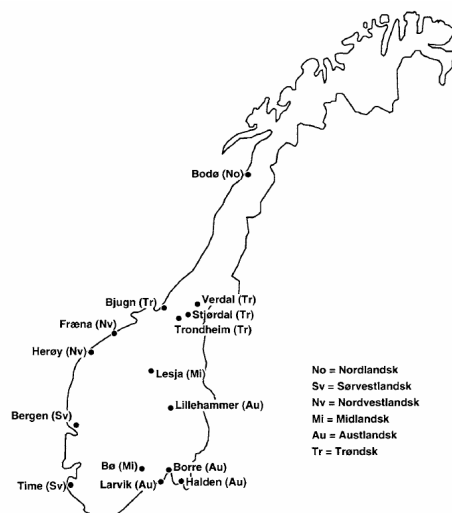 Bodø (No)
Bjugn (Tr)
Verdal (Tr)
Stjørdal (Tr)
Trondheim (Tr)
Fræna (Nv)
Herøy (Nv)
Lesja (Mi)
Lillehammer (Au)
Bergen (Sv)
Bø (Mi)
Borre (Au)
Time (Sv)
Larvik (Au)
Halden (Au)
No = Nordlandsk
Sv = Sørvestlandsk
Nv = Nordvestlandsk
Mi = Midlandsk
Au = Austlandsk
Tr = Trøndsk